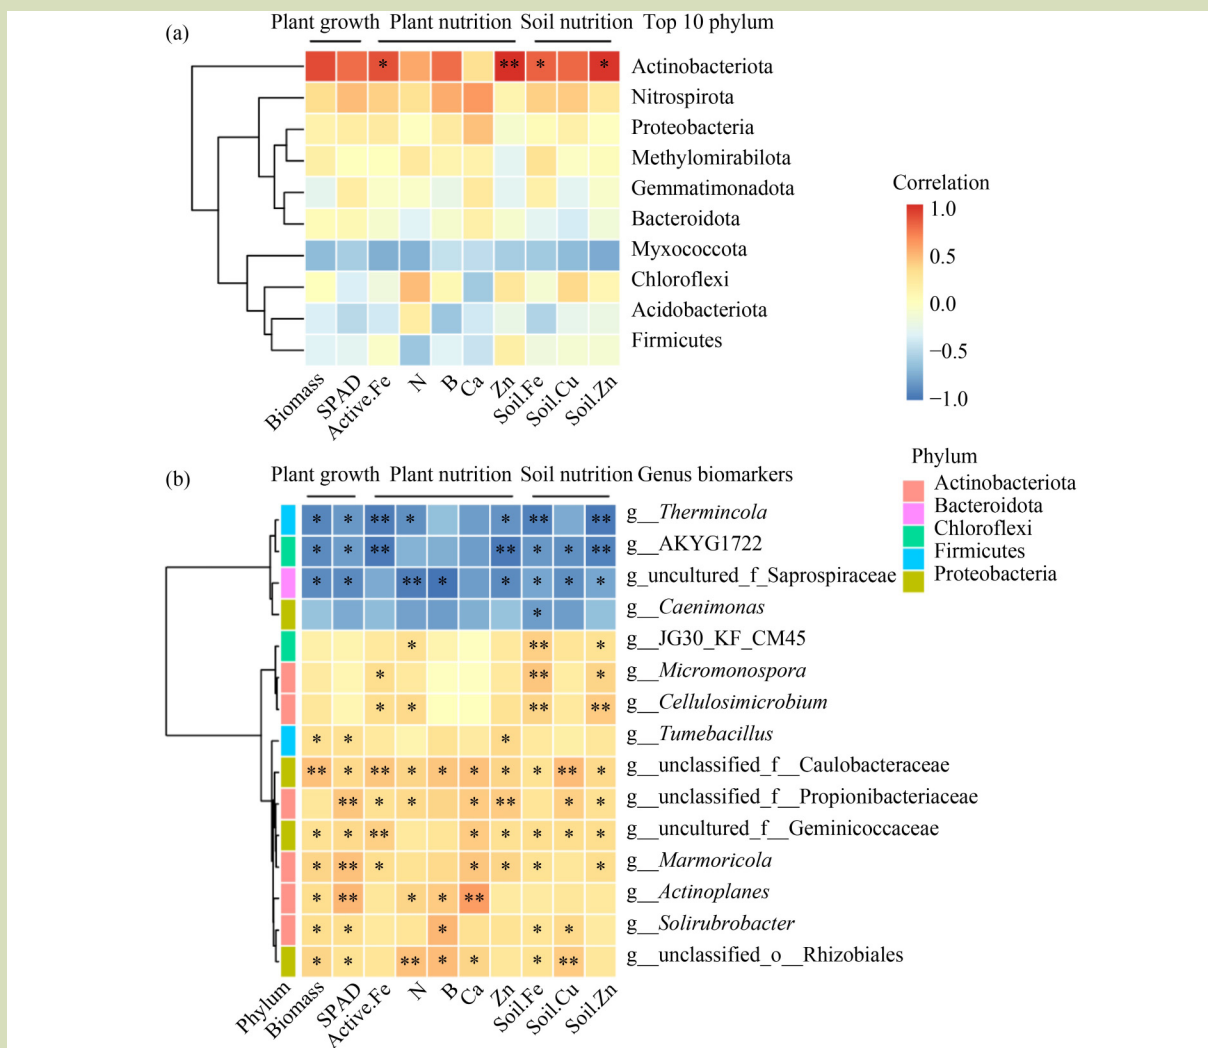 (a)
Plant growth Plant nutrition Soil nutrition Top 10 phylum
* ** * * Actinobacteriota
Nitrospirota
Proteobacteria
Methylomirabilota
Gemmatimonadota
Bacteroidota
Myxococcota
Chloroflexi
Acidobacteriota
Firmicutes
Biomass SPAD Active.Fe N B Ca Zn Soil.Fe Soil.Cu Soil.Zn
Correlation
1.0
0.5
0.0
−0.5
−1.0
(b)
Plant growth Plant nutrition Soil nutrition Genus biomarkers
* * ** * * ** ** g__Thermincola
* * ** ** * * ** g__AKYG1722
* * ** * * * * * g_uncultured_f_Saprospiraceae
* g__Caenimonas
* ** * g__JG30_KF_CM45
* ** * g__Micromonospora
* * ** ** g__Cellulosimicrobium
* * * g__Tumebacillus
** * ** * * * * * ** * g__unclassified_f__Caulobacteraceae
** * * * ** * * g__unclassified_f__Propionibacteriaceae
* * ** * * * * * g__uncultured_f__Geminicoccaceae
* ** * * * * * g__Marmoricola
* ** * * ** g__Actinoplanes
* * * * * g__Solirubrobacter
* * ** * * * ** g__unclassified_o__Rhizobiales
Phylum Biomass SPAD Active.Fe N B Ca Zn Soil.Fe Soil.Cu Soil.Zn
Phylum
Actinobacteriota
Bacteroidota
Chloroflexi
Firmicutes
Proteobacteria